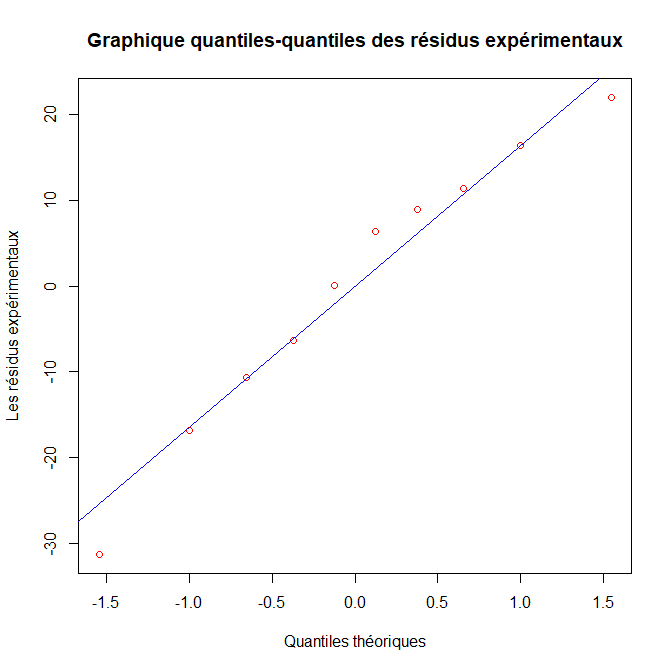 Graphique quantiles-quantiles des résidus expérimentaux
20
10
0
-10
-20
-30
Les résidus expérimentaux
-1.5 -1.0 -0.5 0.0 0.5 1.0 1.5
Quantiles théoriques